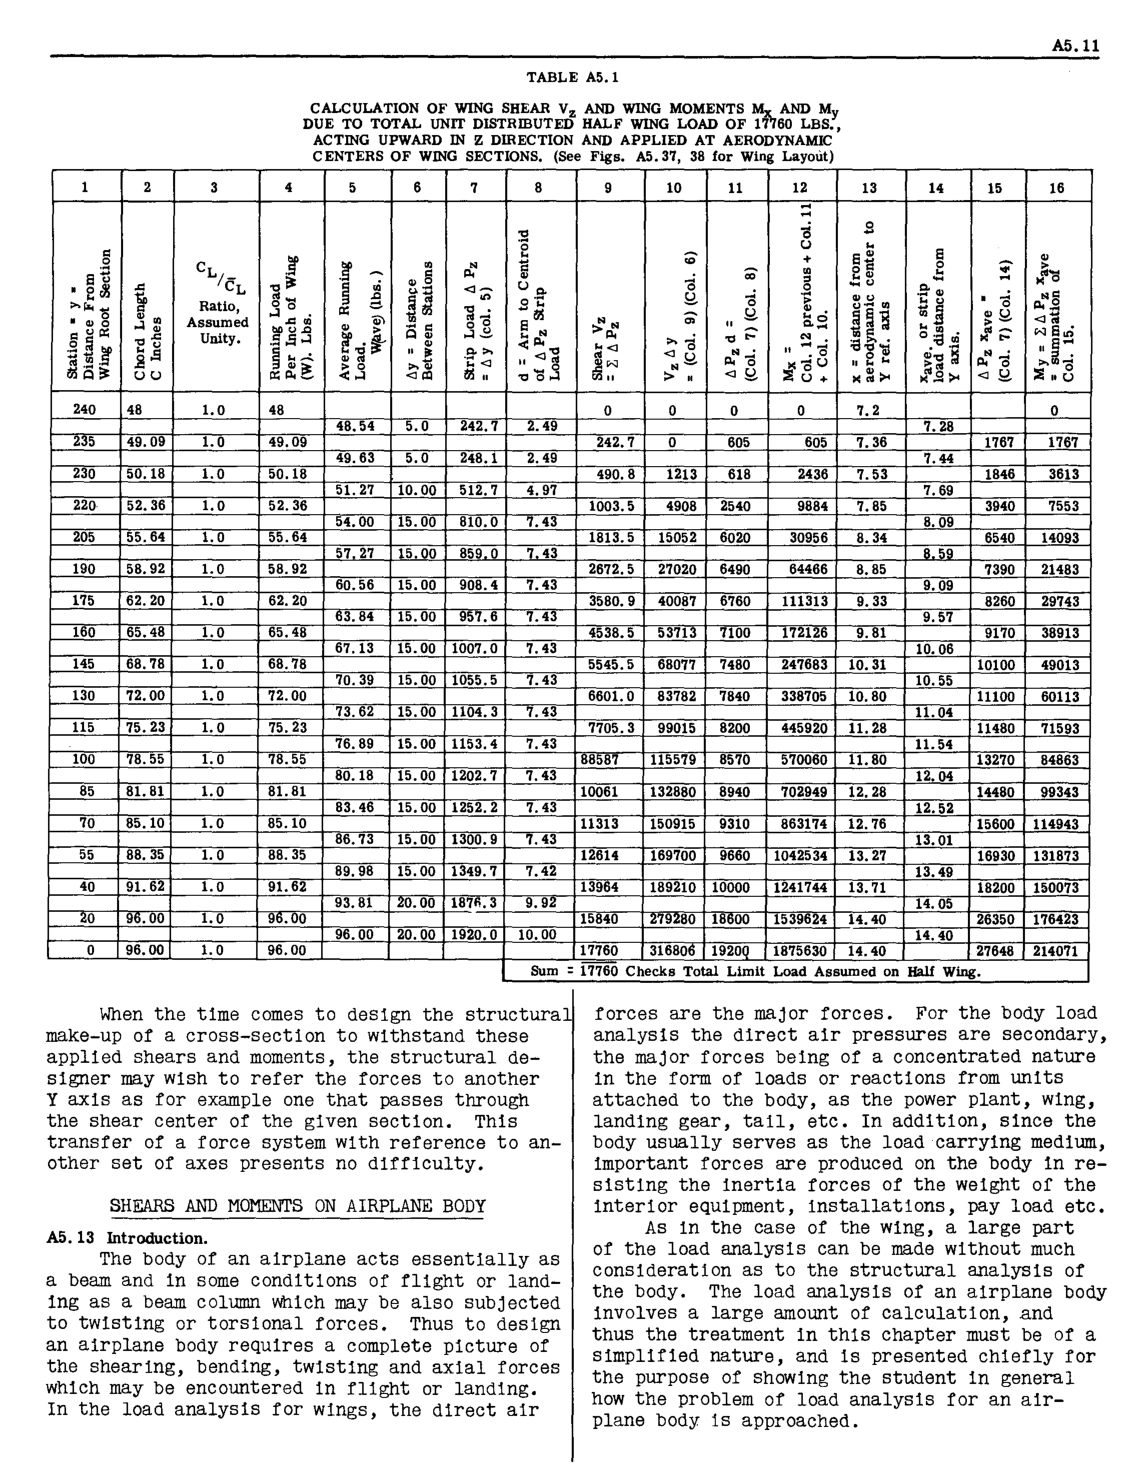 A5.11
TABLE A5.1
CALCULATION OF WING SHEAR Vz AND WING MOMENTS Mx AND My
DUE TO TOTAL UNIT DISTRIBUTED HALF WING LOAD OF 17760 LBS.,
ACTING UPWARD IN Z DIRECTION AND APPLIED AT AERODYNAMIC
CENTERS OF WING SECTIONS. (See Figs. A5.37, 38 for Wing Layout)
1 2 3 4 5 6 7 8 9 10 11 12 13 14 15 16
Station = y =
Distance From
Wing Root Section
Chord Length
C Inches
CL/C̄L
Ratio,
Assumed
Unity.
Running Load
Per Inch of Wing
(W). Lbs.
Average Running
Load.
Wave) (lbs. )
Δy = Distance
Between Stations
Strip Load Δ Pz
= Δy (col. 5)
d = Arm to Centroid
of Δ Pz Strip
Load
Shear Vz
= Σ Δ Pz
Vz Δy
= (Col. 9) (Col. 6)
Δ Pz d =
(Col. 7) (Col. 8)
Mx =
Col. 12 previous + Col. 11
+ Col. 10.
x = distance from
aerodynamic center to
Y ref. axis
xave. or strip
load distance from
Y axis.
Δ Pz xave =
(Col. 7) (Col. 14)
My = Σ Δ Pz xave
= summation of
Col. 15.
240 48 1.0 48 0 0 0 0 7.2 0
48.54 5.0 242.7 2.49 7.28
235 49.09 1.0 49.09 242.7 0 605 605 7.36 1767 1767
49.63 5.0 248.1 2.49 7.44
230 50.18 1.0 50.18 490.8 1213 618 2436 7.53 1846 3613
51.27 10.00 512.7 4.97 7.69
220 52.36 1.0 52.36 1003.5 4908 2540 9884 7.85 3940 7553
54.00 15.00 810.0 7.43 8.09
205 55.64 1.0 55.64 1813.5 15052 6020 30956 8.34 6540 14093
57.27 15.00 859.0 7.43 8.59
190 58.92 1.0 58.92 2672.5 27020 6490 64466 8.85 7390 21483
60.56 15.00 908.4 7.43 9.09
175 62.20 1.0 62.20 3580.9 40087 6760 111313 9.33 8260 29743
63.84 15.00 957.6 7.43 9.57
160 65.48 1.0 65.48 4538.5 53713 7100 172126 9.81 9170 38913
67.13 15.00 1007.0 7.43 10.06
145 68.78 1.0 68.78 5545.5 68077 7480 247683 10.31 10100 49013
70.39 15.00 1055.5 7.43 10.55
130 72.00 1.0 72.00 6601.0 83782 7840 338705 10.80 11100 60113
73.62 15.00 1104.3 7.43 11.04
115 75.23 1.0 75.23 7705.3 99015 8200 445920 11.28 11480 71593
76.89 15.00 1153.4 7.43 11.54
100 78.55 1.0 78.55 88587 115579 8570 570060 11.80 13270 84863
80.18 15.00 1202.7 7.43 12.04
85 81.81 1.0 81.81 10061 132880 8940 702949 12.28 14480 99343
83.46 15.00 1252.2 7.43 12.52
70 85.10 1.0 85.10 11313 150915 9310 863174 12.76 15600 114943
86.73 15.00 1300.9 7.43 13.01
55 88.35 1.0 88.35 12614 169700 9660 1042534 13.27 16930 131873
89.98 15.00 1349.7 7.42 13.49
40 91.62 1.0 91.62 13964 189210 10000 1241744 13.71 18200 150073
93.81 20.00 1876.3 9.92 14.05
20 96.00 1.0 96.00 15840 279280 18600 1539624 14.40 26350 176423
96.00 20.00 1920.0 10.00 14.40
0 96.00 1.0 96.00 17760 316806 19200 1875630 14.40 27648 214071
Sum = 17760 Checks Total Limit Load Assumed on Half Wing.
When the time comes to design the structural
make-up of a cross-section to withstand these
applied shears and moments, the structural de-
signer may wish to refer the forces to another
Y axis as for example one that passes through
the shear center of the given section. This
transfer of a force system with reference to an-
other set of axes presents no difficulty.
SHEARS AND MOMENTS ON AIRPLANE BODY
A5.13 Introduction.
The body of an airplane acts essentially as
a beam and in some conditions of flight or land-
ing as a beam column which may be also subjected
to twisting or torsional forces. Thus to design
an airplane body requires a complete picture of
the shearing, bending, twisting and axial forces
which may be encountered in flight or landing.
In the load analysis for wings, the direct air
forces are the major forces. For the body load
analysis the direct air pressures are secondary,
the major forces being of a concentrated nature
in the form of loads or reactions from units
attached to the body, as the power plant, wing,
landing gear, tail, etc. In addition, since the
body usually serves as the load carrying medium,
important forces are produced on the body in re-
sisting the inertia forces of the weight of the
interior equipment, installations, pay load etc.
As in the case of the wing, a large part
of the load analysis can be made without much
consideration as to the structural analysis of
the body. The load analysis of an airplane body
involves a large amount of calculation, and
thus the treatment in this chapter must be of a
simplified nature, and is presented chiefly for
the purpose of showing the student in general
how the problem of load analysis for an air-
plane body is approached.